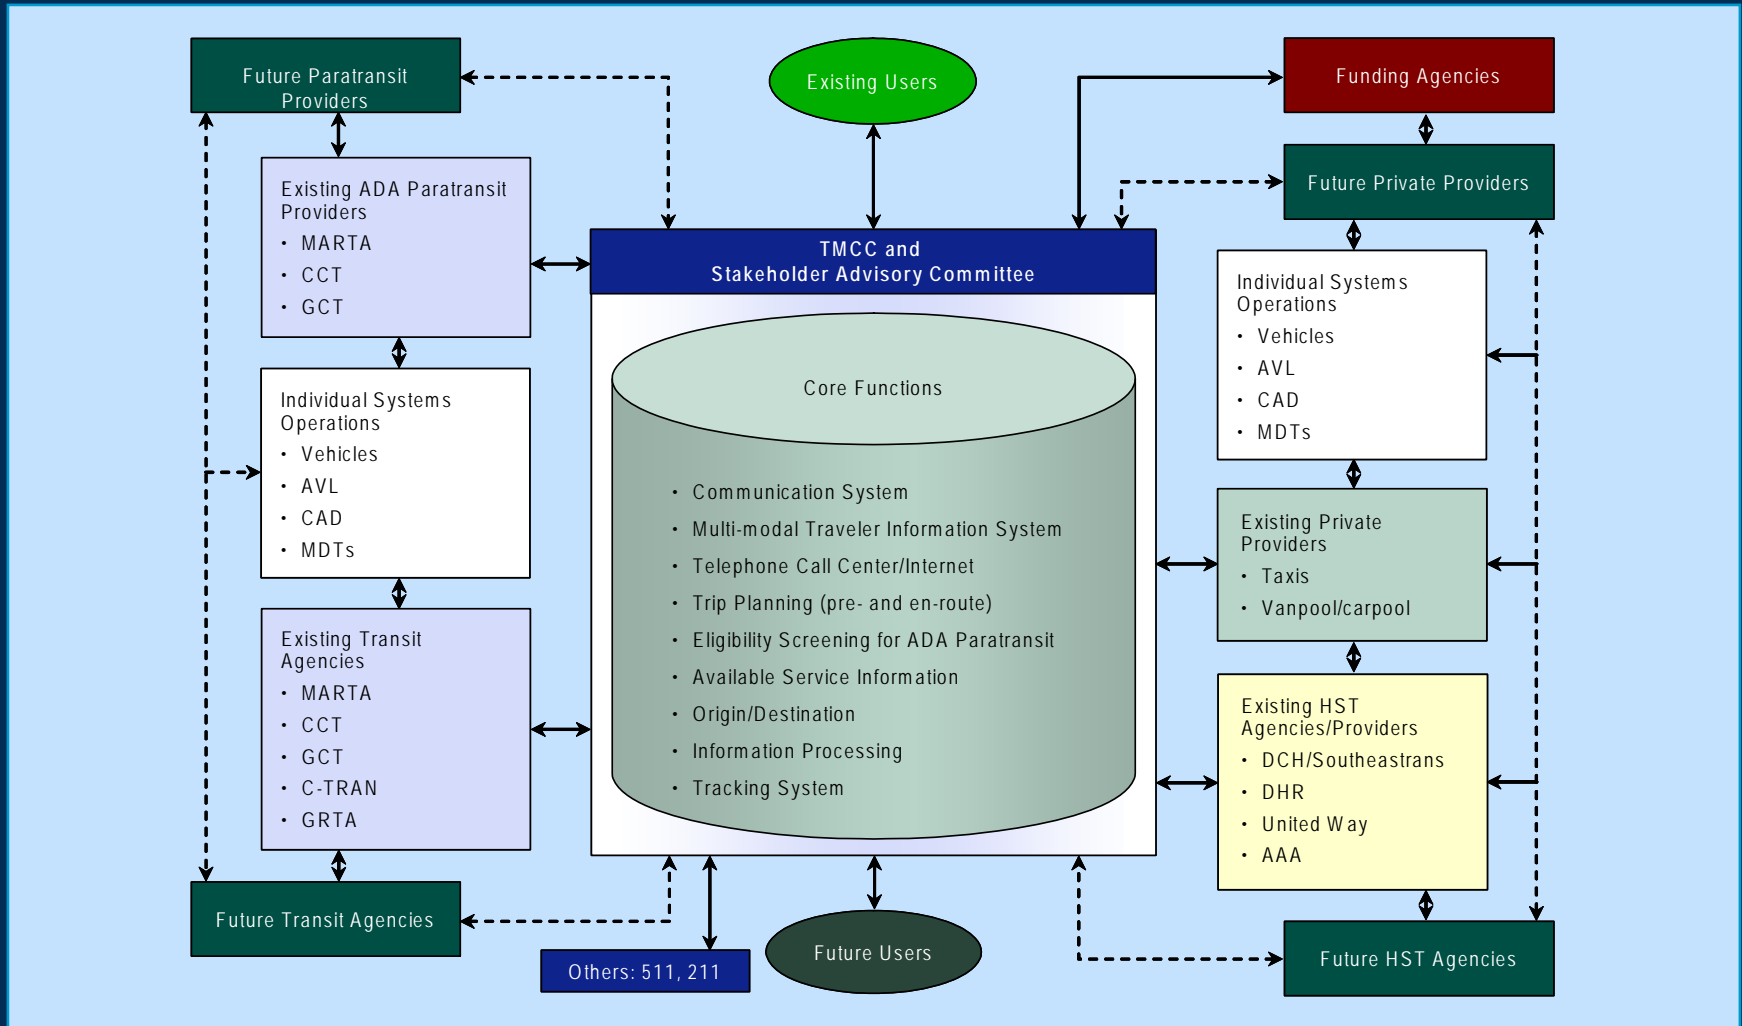 Future Paratransit
Providers
Existing ADA Paratransit
Providers
• MARTA
• CCT
• GCT
Individual Systems
Operations
• Vehicles
• AVL
• CAD
• MDTs
Existing Transit
Agencies
• MARTA
• CCT
• GCT
• C-TRAN
• GRTA
Future Transit Agencies
Existing Users
TMCC and
Stakeholder Advisory Committee
Core Functions
• Communication System
• Multi-modal Traveler Information System
• Telephone Call Center/Internet
• Trip Planning (pre- and en-route)
• Eligibility Screening for ADA Paratransit
• Available Service Information
• Origin/Destination
• Information Processing
• Tracking System
Others: 511, 211
Future Users
Funding Agencies
Future Private Providers
Individual Systems
Operations
• Vehicles
• AVL
• CAD
• MDTs
Existing Private
Providers
• Taxis
• Vanpool/carpool
Existing HST
Agencies/Providers
• DCH/Southeastrans
• DHR
• United Way
• AAA
Future HST Agencies